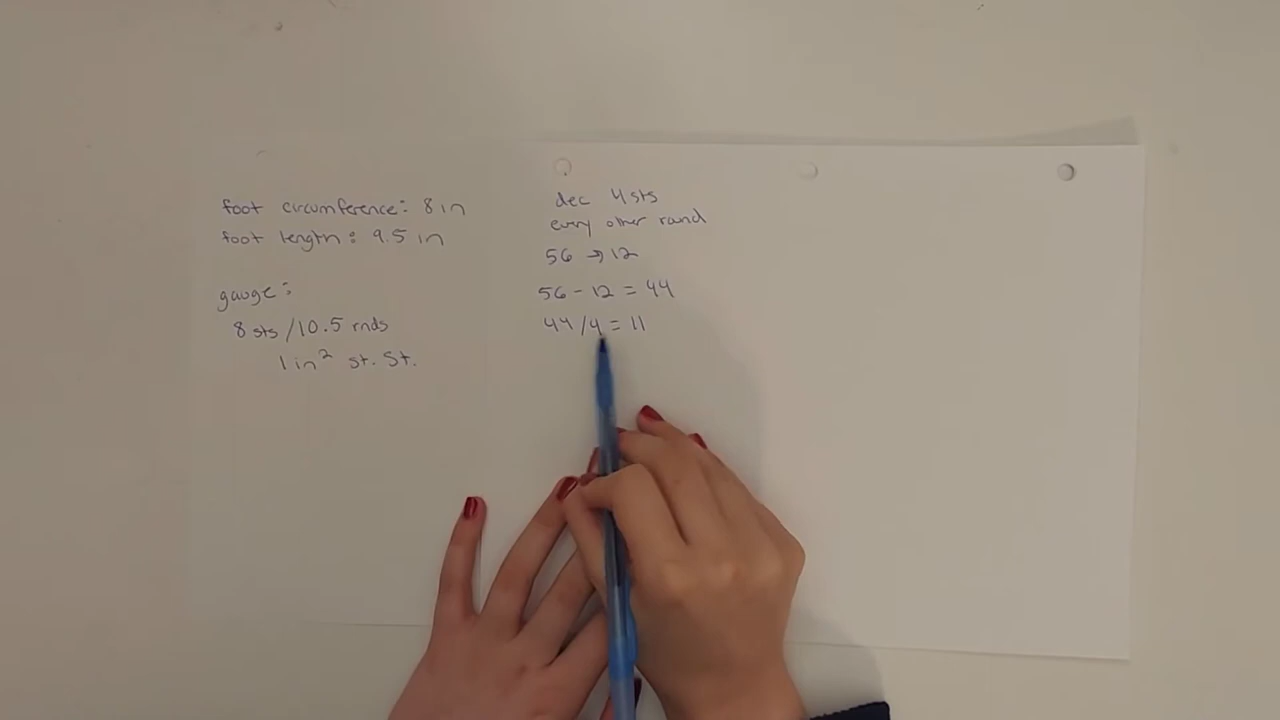 foot circumference: 8 in
foot length: 9.5 in
gauge:
8 sts/10.5 rnds
1 in² st. St.
dec 4 sts
every other round
56 → 12
56 - 12 = 44
44/4 = 11